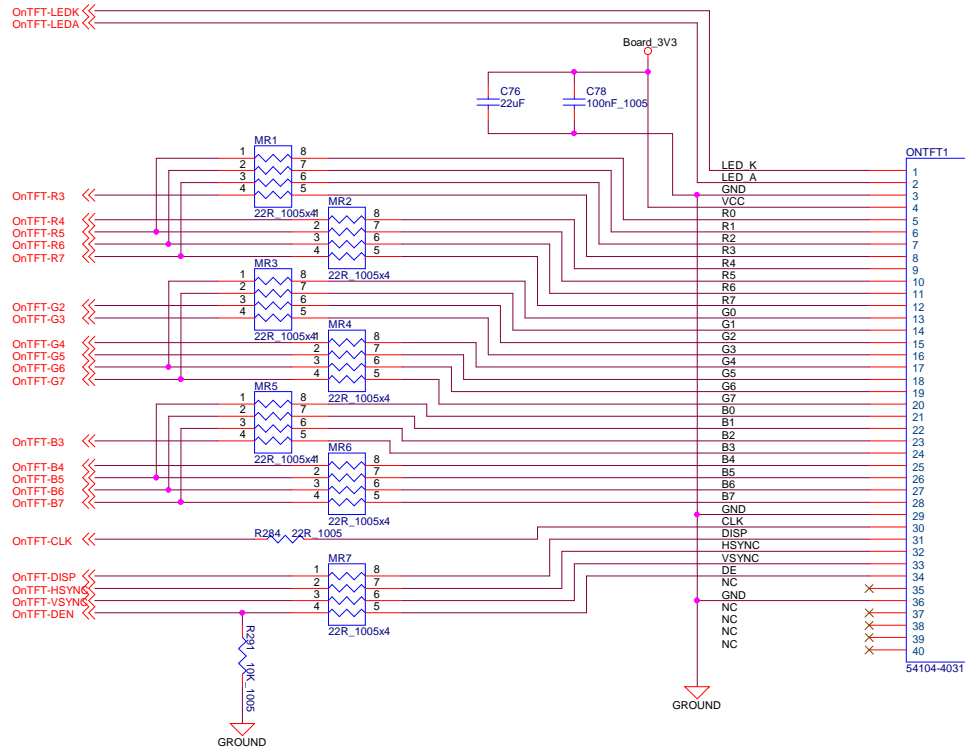 OnTFT-LEDK
OnTFT-LEDA
Board_3V3
C76
22uF
C78
100nF_1005
ONTFT1
MR1
1 8
2 7
3 6
4 5
22R_1005x4
OnTFT-R3
MR2
1 8
2 7
3 6
4 5
22R_1005x4
OnTFT-R4
OnTFT-R5
OnTFT-R6
OnTFT-R7
MR3
1 8
2 7
3 6
4 5
22R_1005x4
OnTFT-G2
OnTFT-G3
MR4
1 8
2 7
3 6
4 5
22R_1005x4
OnTFT-G4
OnTFT-G5
OnTFT-G6
OnTFT-G7
MR5
1 8
2 7
3 6
4 5
22R_1005x4
OnTFT-B3
MR6
1 8
2 7
3 6
4 5
22R_1005x4
OnTFT-B4
OnTFT-B5
OnTFT-B6
OnTFT-B7
OnTFT-CLK
R284 22R_1005
MR7
1 8
2 7
3 6
4 5
22R_1005x4
OnTFT-DISP
OnTFT-HSYNC
OnTFT-VSYNC
OnTFT-DEN
R291 10K_1005
GROUND
LED_K 1
LED_A 2
GND 3
VCC 4
R0 5
R1 6
R2 7
R3 8
R4 9
R5 10
R6 11
R7 12
G0 13
G1 14
G2 15
G3 16
G4 17
G5 18
G6 19
G7 20
B0 21
B1 22
B2 23
B3 24
B4 25
B5 26
B6 27
B7 28
GND 29
CLK 30
DISP 31
HSYNC 32
VSYNC 33
DE 34
NC 35
GND 36
NC 37
NC 38
NC 39
NC 40
54104-4031
GROUND